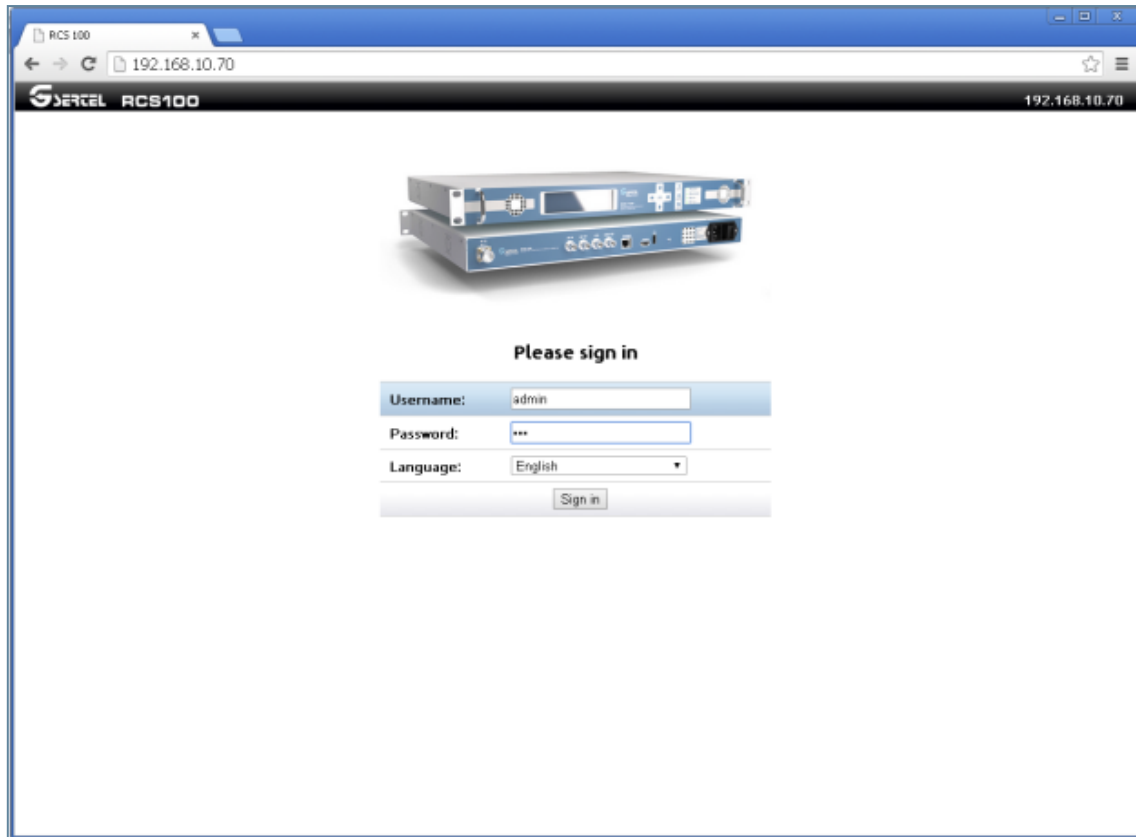 RCS 100
192.168.10.70
SERTEL RCS100 192.168.10.70
Please sign in
Username: admin
Password: •••
Language: English
Sign in